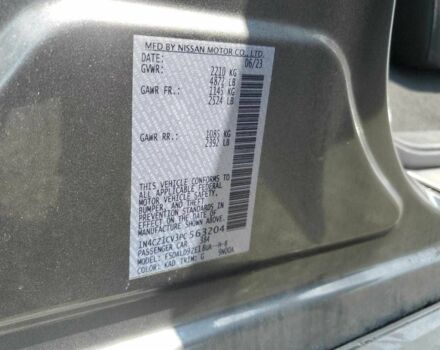 MFD BY NISSAN MOTOR CO., LTD.
DATE: 06/23
GVWR: 2210 KG
4872 LB
GAWR FR.: 1145 KG
2524 LB
GAWR RR.: 1085 KG
2392 LB
THIS VEHICLE CONFORMS TO
ALL APPLICABLE FEDERAL
MOTOR VEHICLE SAFETY,
BUMPER, AND THEFT
PREVENTION STANDARDS
IN EFFECT ON THE DATE OF
MANUFACTURE SHOWN ABOVE.
1N4CZ1CV3PC563204
PASSENGER CAR 384
MODEL:
COLOR: KAD TRIM: G